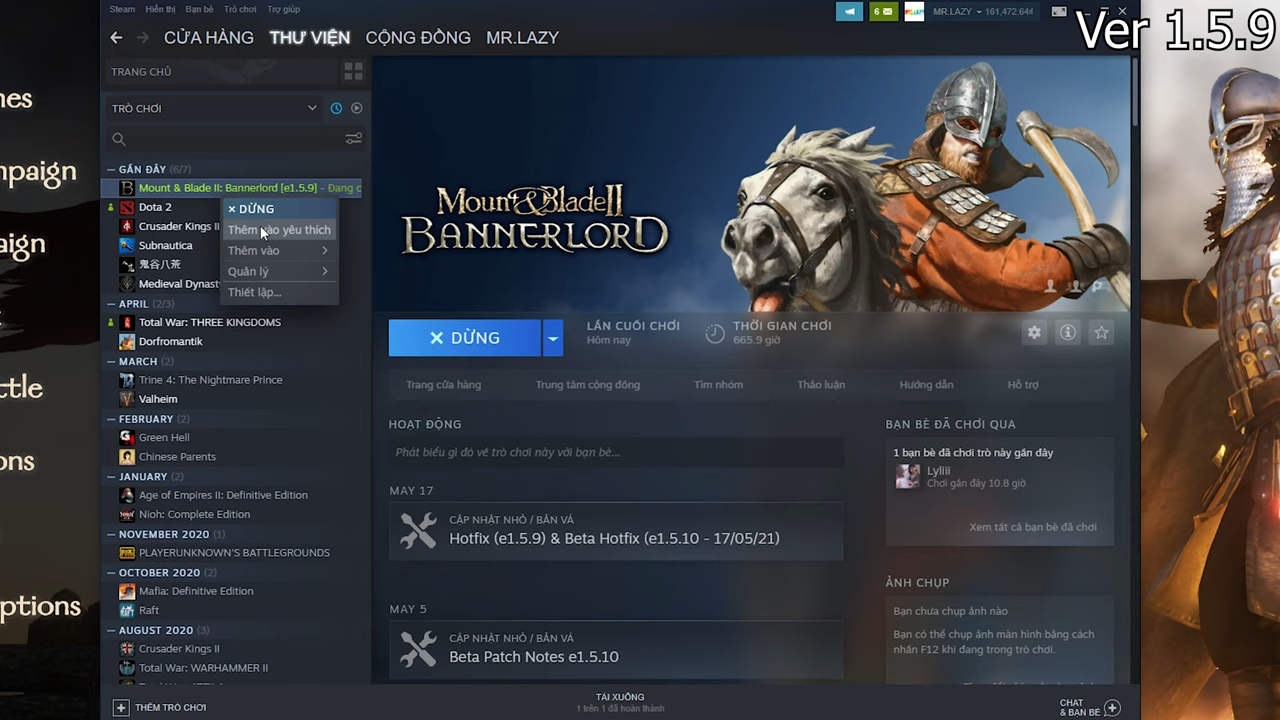 Steam Hiển thị Bạn bè Trò chơi Trợ giúp
6
MR.LAZY
161,472.64₫
Ver 1.5.9
CỬA HÀNG THƯ VIỆN CỘNG ĐỒNG MR.LAZY
TRANG CHỦ
TRÒ CHƠI
GẦN ĐÂY (6/7)
Mount & Blade II: Bannerlord [e1.5.9] - Đang c
Dota 2
Crusader Kings II
Subnautica
鬼谷八荒
Medieval Dynast
APRIL (2/3)
Total War: THREE KINGDOMS
Dorfromantik
MARCH (2)
Trine 4: The Nightmare Prince
Valheim
FEBRUARY (2)
Green Hell
Chinese Parents
JANUARY (2)
Age of Empires II: Definitive Edition
Nioh: Complete Edition
NOVEMBER 2020 (1)
PLAYERUNKNOWN'S BATTLEGROUNDS
OCTOBER 2020 (2)
Mafia: Definitive Edition
Raft
AUGUST 2020 (3)
Crusader Kings II
Total War: WARHAMMER II
× DỪNG
Thêm vào yêu thích
Thêm vào
Quản lý
Thiết lập...
Mount & Blade II
BANNERLORD
DỪNG
LẦN CUỐI CHƠI
Hôm nay
THỜI GIAN CHƠI
665.9 giờ
Trang cửa hàng Trung tâm cộng đồng Tìm nhóm Thảo luận Hướng dẫn Hỗ trợ
HOẠT ĐỘNG
Phát biểu gì đó về trò chơi này với bạn bè...
MAY 17
CẬP NHẬT NHỎ / BẢN VÁ
Hotfix (e1.5.9) & Beta Hotfix (e1.5.10 - 17/05/21)
MAY 5
CẬP NHẬT NHỎ / BẢN VÁ
Beta Patch Notes e1.5.10
BẠN BÈ ĐÃ CHƠI QUA
1 bạn bè đã chơi trò này gần đây
Lyliii
Chơi gần đây 10.8 giờ
Xem tất cả bạn bè đã chơi
ẢNH CHỤP
Bạn chưa chụp ảnh nào
Bạn có thể chụp ảnh màn hình bằng cách
nhấn F12 khi đang trong trò chơi.
THÊM TRÒ CHƠI
TẢI XUỐNG
1 trên 1 đã hoàn thành
CHAT
& BẠN BÈ
nes
npaign
aign
ttle
ons
ptions